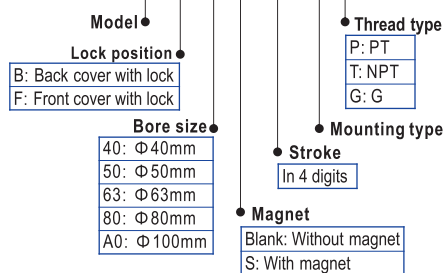 Model
Thread type
Lock position
P: PT
B: Back cover with lock
T: NPT
F: Front cover with lock
G: G
Bore size
Mounting type
40: Φ40mm
Stroke
50: Φ50mm
In 4 digits
63: Φ63mm
80: Φ80mm
Magnet
A0: Φ100mm
Blank: Without magnet
S: With magnet